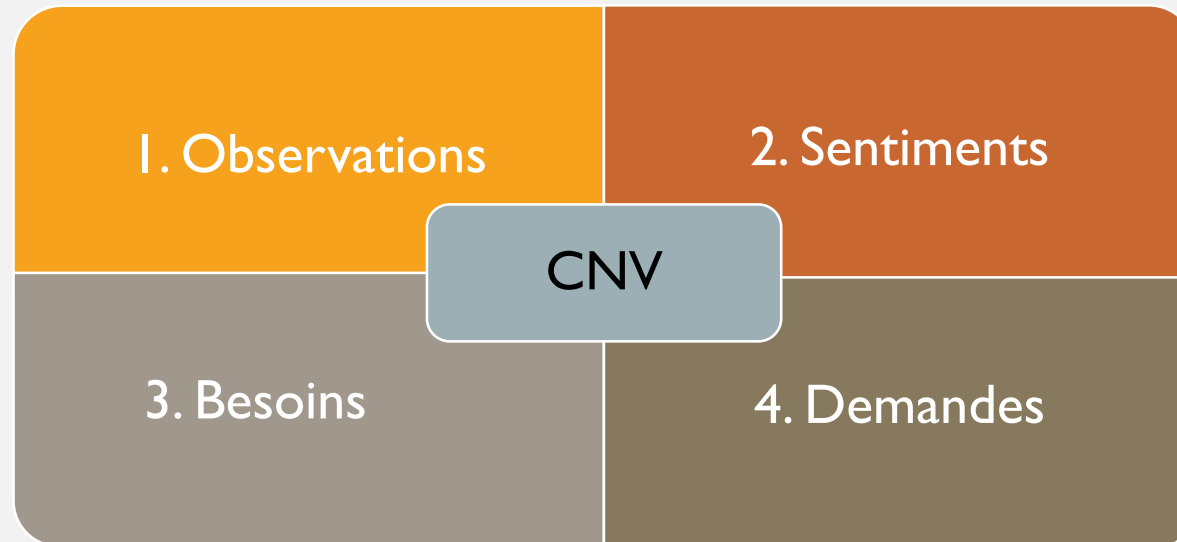 1. Observations
2. Sentiments
CNV
3. Besoins
4. Demandes